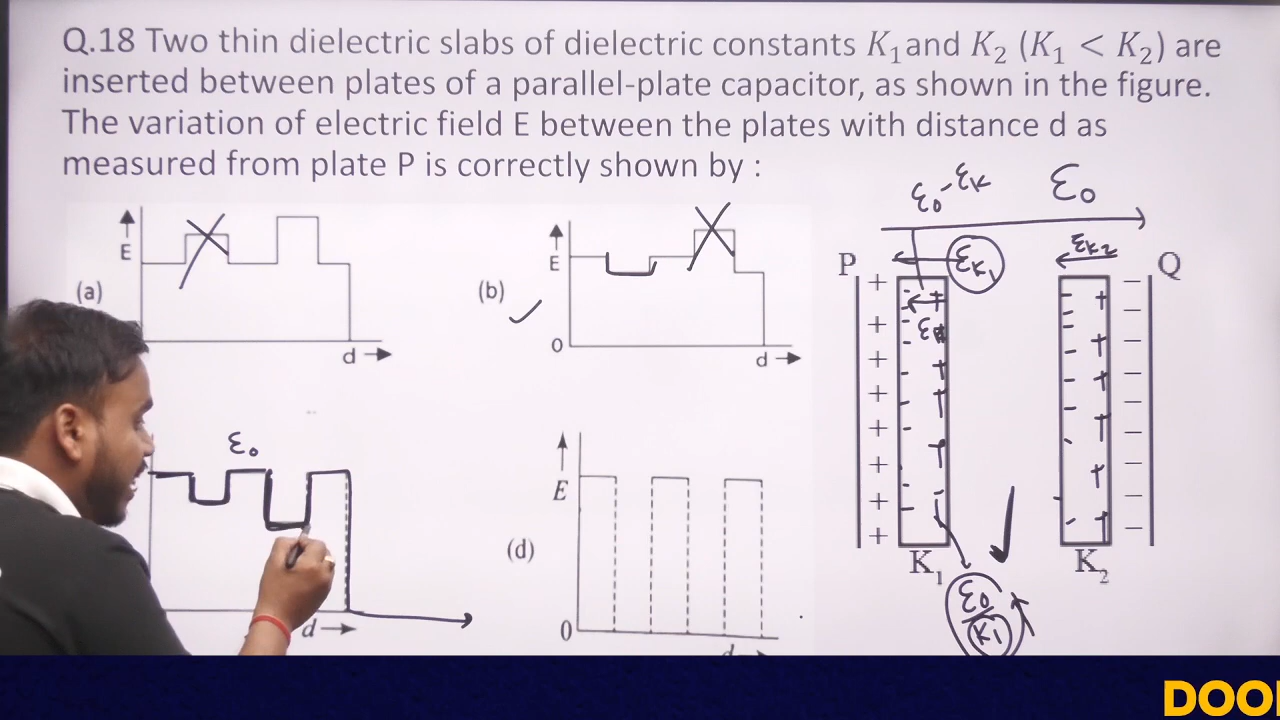 Q.18 Two thin dielectric slabs of dielectric constants K₁and K₂ (K₁ < K₂) are
inserted between plates of a parallel-plate capacitor, as shown in the figure.
The variation of electric field E between the plates with distance d as
measured from plate P is correctly shown by :
ε₀-εK
ε₀
E
(a)
d
E
(b)
0
d
P
εK₁
εK₂
Q
+ + + + + + + +
− − − − − − − −
K₁
K₂
ε₀
d
E
(d)
0
d
ε₀/K₁
DOO